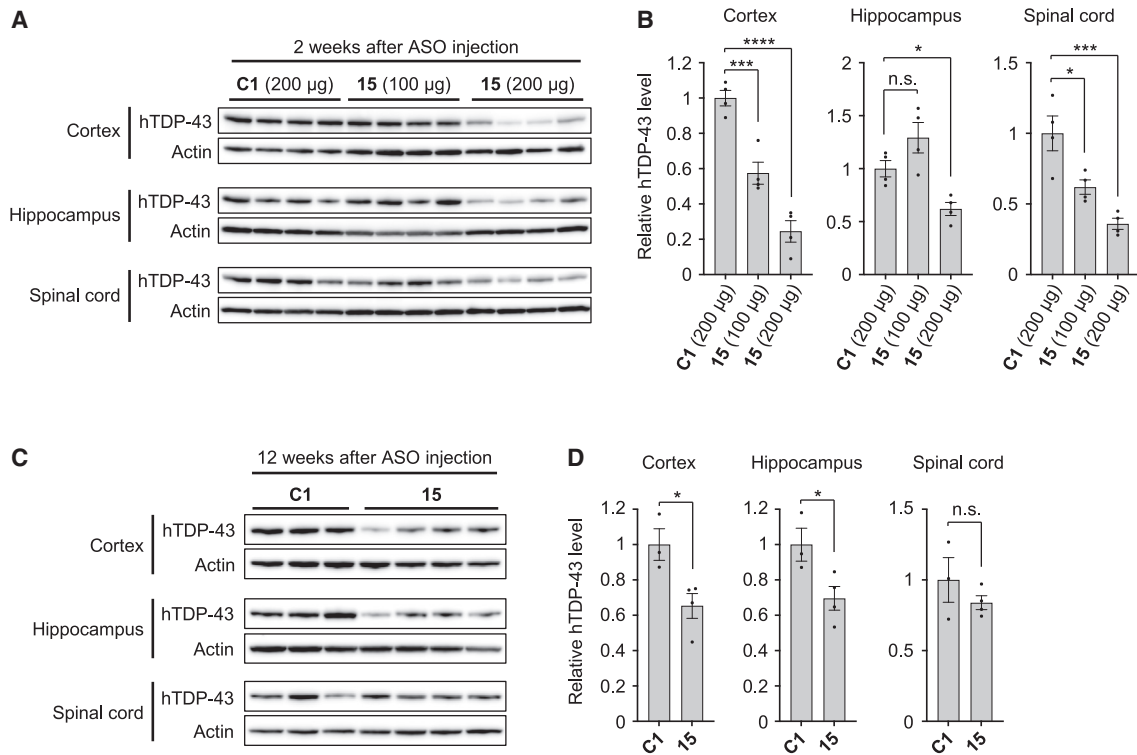 A
2 weeks after ASO injection
C1 (200 µg) 15 (100 µg) 15 (200 µg)
Cortex
hTDP-43
Actin
Hippocampus
hTDP-43
Actin
Spinal cord
hTDP-43
Actin
B
Cortex
Hippocampus
Spinal cord
Relative hTDP-43 level
1.2
1
0.8
0.6
0.4
0.2
0
****
***
C1 (200 µg)
15 (100 µg)
15 (200 µg)
2
1.5
1
0.5
0
*
n.s.
C1 (200 µg)
15 (100 µg)
15 (200 µg)
1.5
1
0.5
0
***
*
C1 (200 µg)
15 (100 µg)
15 (200 µg)
C
12 weeks after ASO injection
C1 15
Cortex
hTDP-43
Actin
Hippocampus
hTDP-43
Actin
Spinal cord
hTDP-43
Actin
D
Cortex
Hippocampus
Spinal cord
Relative hTDP-43 level
1.2
1
0.8
0.6
0.4
0.2
0
*
C1
15
1.2
1
0.8
0.6
0.4
0.2
0
*
C1
15
1.5
1
0.5
0
n.s.
C1
15